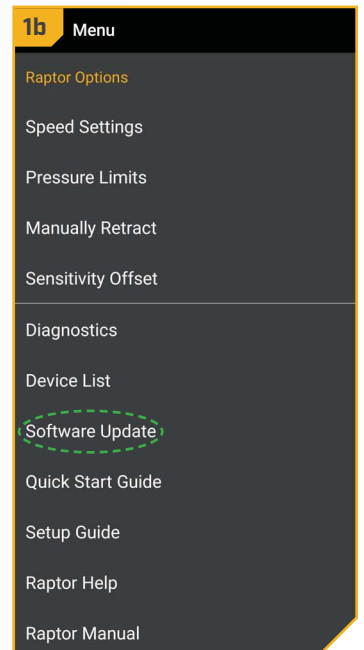 1b
Menu
Raptor Options
Speed Settings
Pressure Limits
Manually Retract
Sensitivity Offset
Diagnostics
Device List
Software Update
Quick Start Guide
Setup Guide
Raptor Help
Raptor Manual